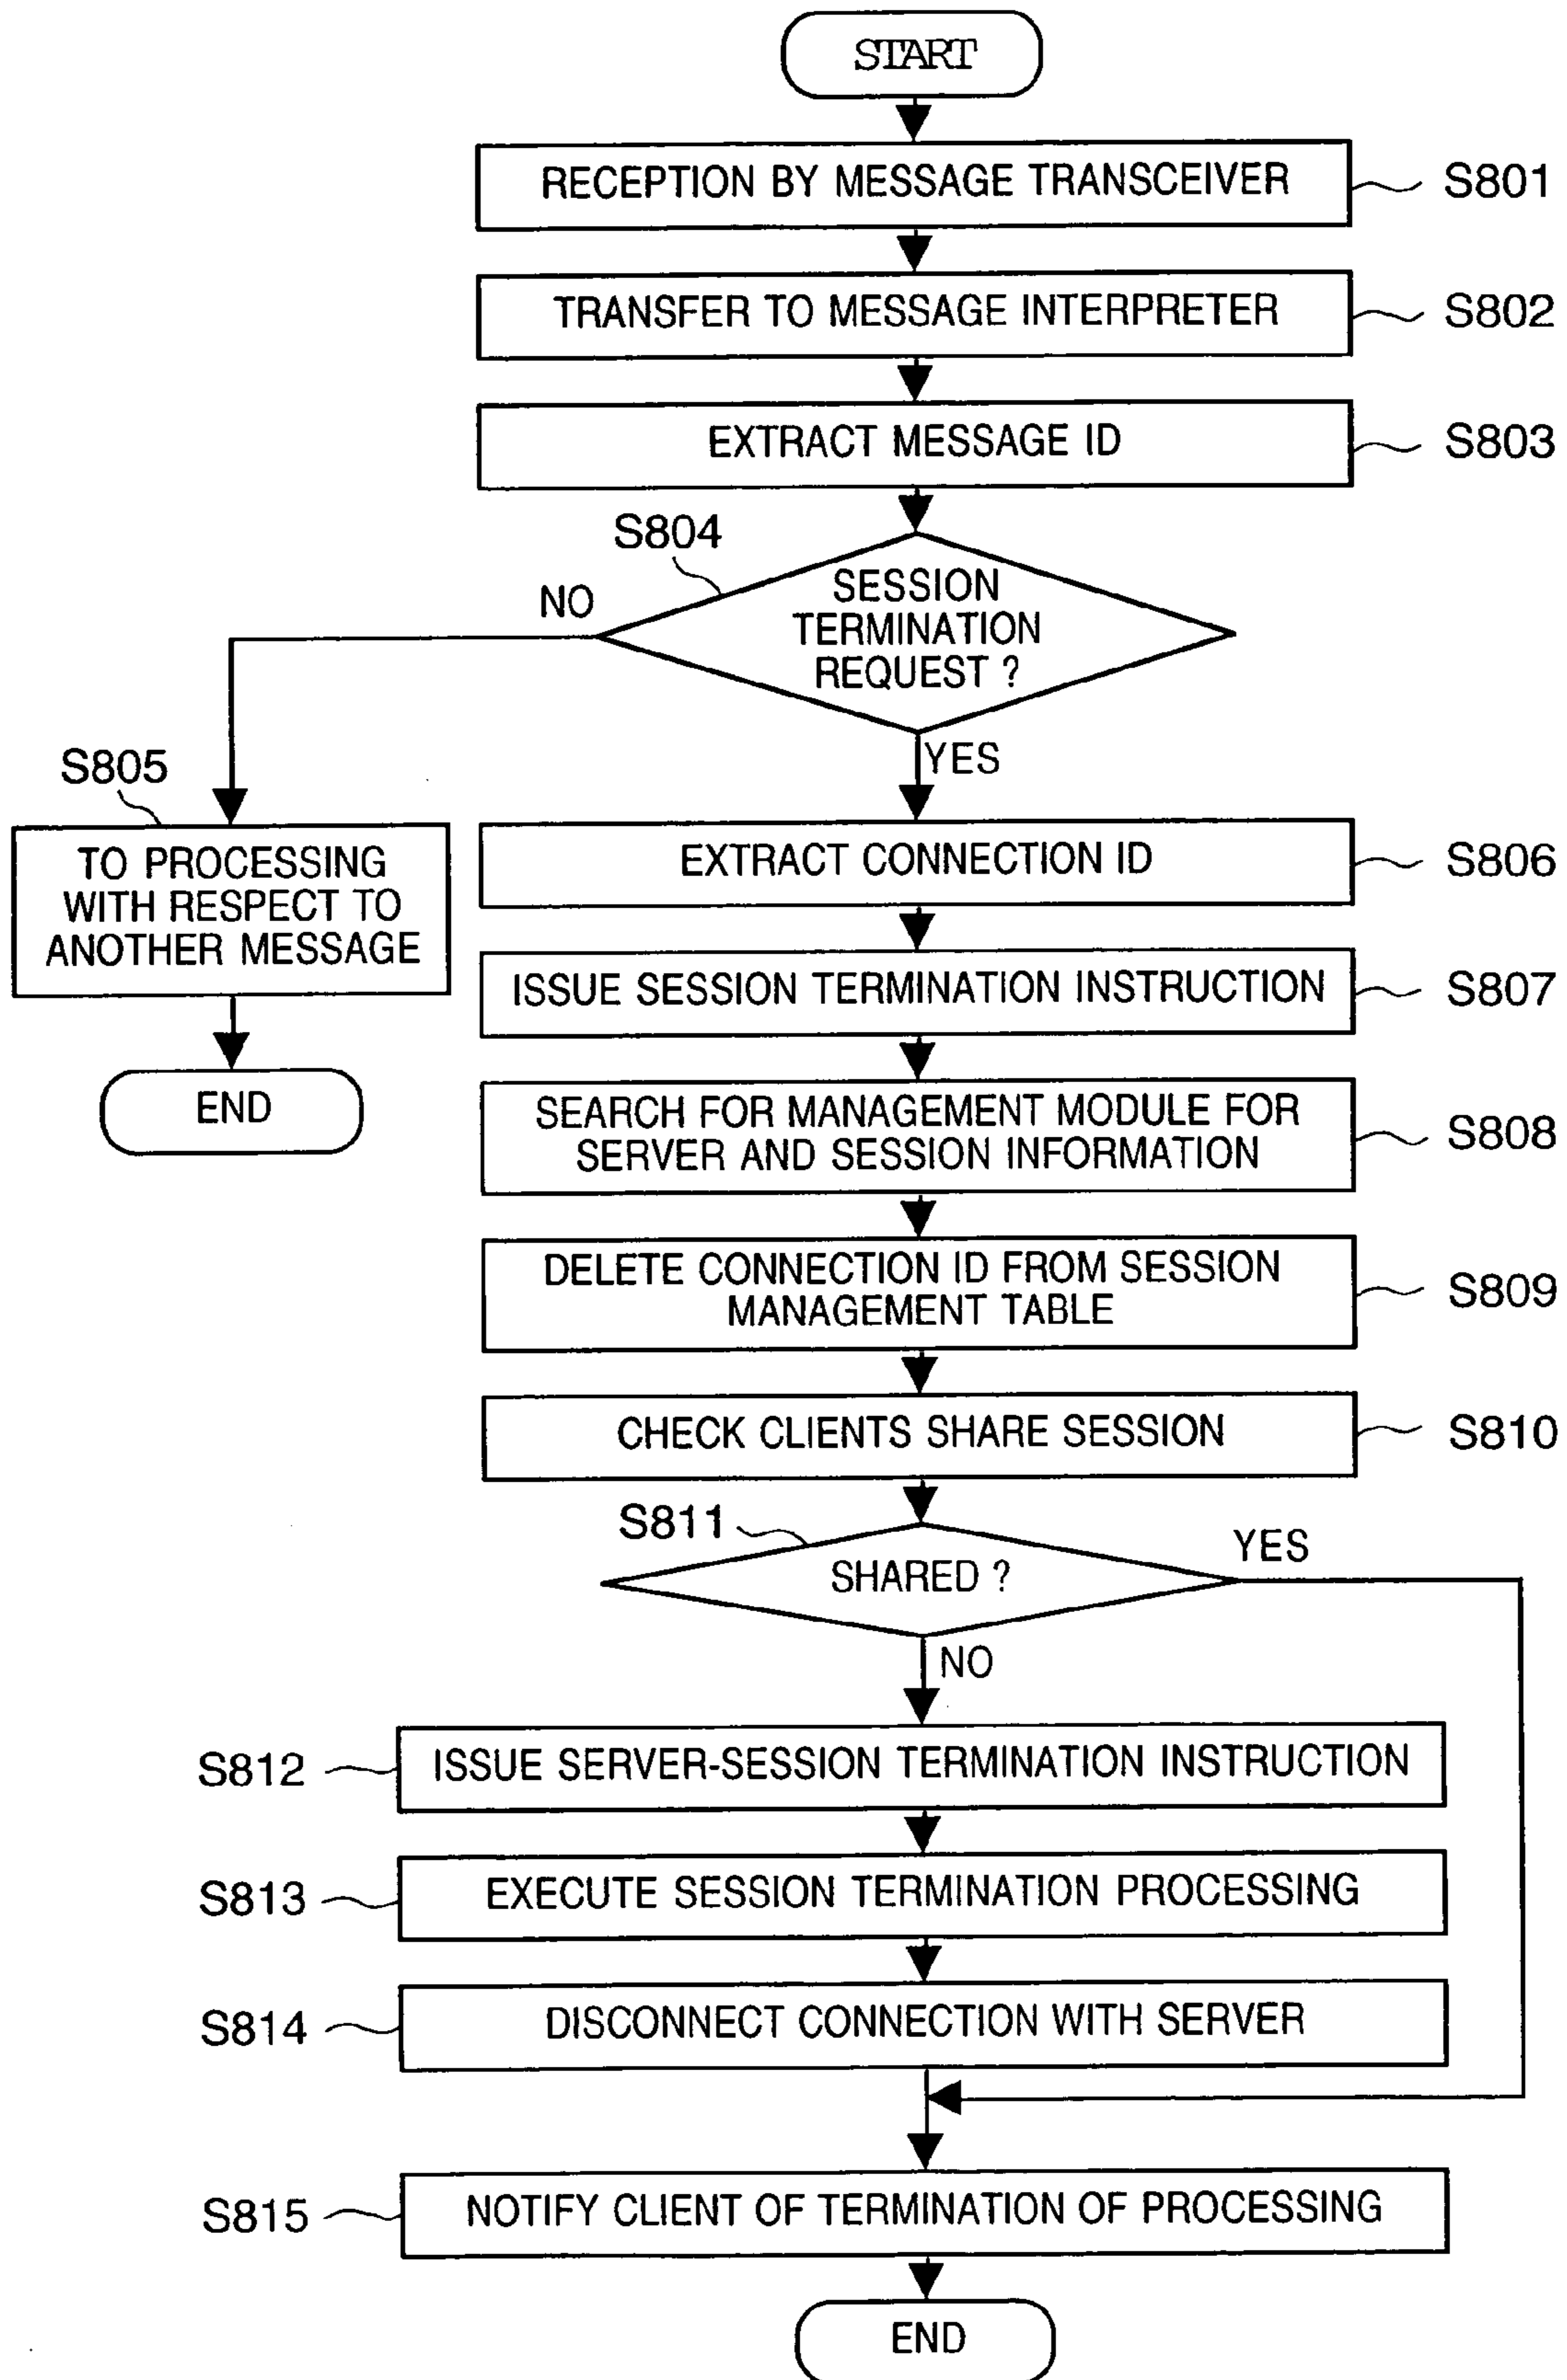 START
RECEPTION BY MESSAGE TRANSCEIVER
S801
TRANSFER TO MESSAGE INTERPRETER
S802
EXTRACT MESSAGE ID
S803
S804
SESSION
TERMINATION
REQUEST ?
NO
YES
S805
TO PROCESSING
WITH RESPECT TO
ANOTHER MESSAGE
END
EXTRACT CONNECTION ID
S806
ISSUE SESSION TERMINATION INSTRUCTION
S807
SEARCH FOR MANAGEMENT MODULE FOR
SERVER AND SESSION INFORMATION
S808
DELETE CONNECTION ID FROM SESSION
MANAGEMENT TABLE
S809
CHECK CLIENTS SHARE SESSION
S810
S811
SHARED ?
YES
NO
S812
ISSUE SERVER-SESSION TERMINATION INSTRUCTION
S813
EXECUTE SESSION TERMINATION PROCESSING
S814
DISCONNECT CONNECTION WITH SERVER
S815
NOTIFY CLIENT OF TERMINATION OF PROCESSING
END